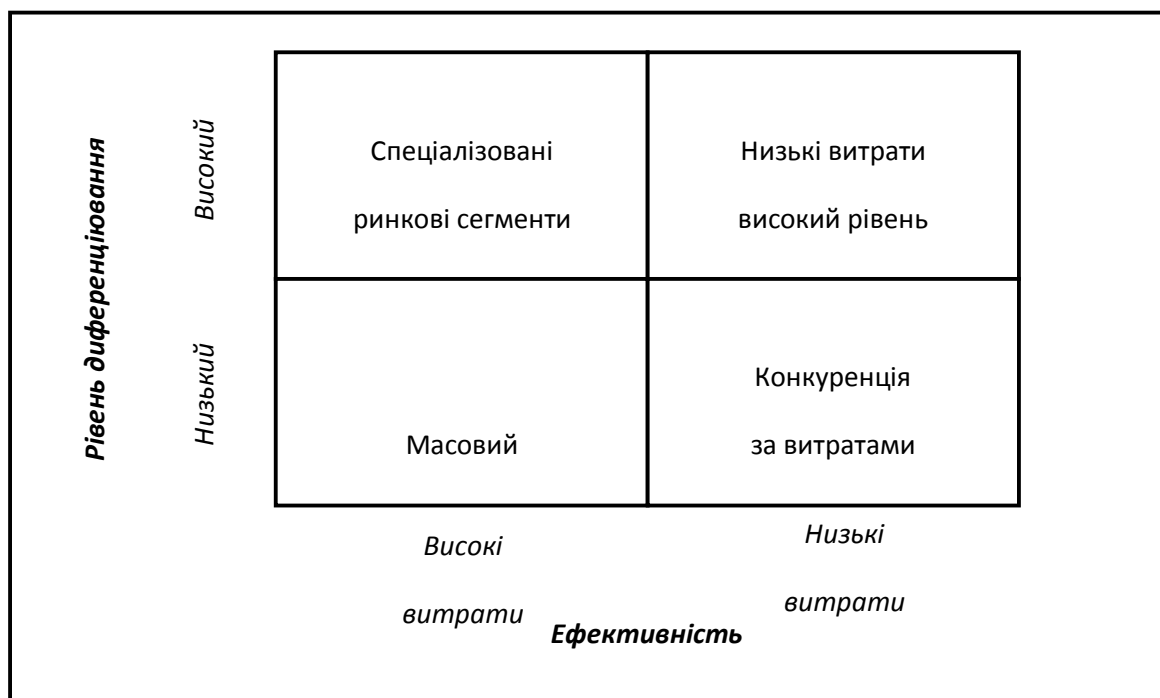 Рівень диференціювання
Високий
Спеціалізовані
ринкові сегменти
Низькі витрати
високий рівень
Низький
Масовий
Конкуренція
за витратами
Високі
витрати
Низькі
витрати
Ефективність